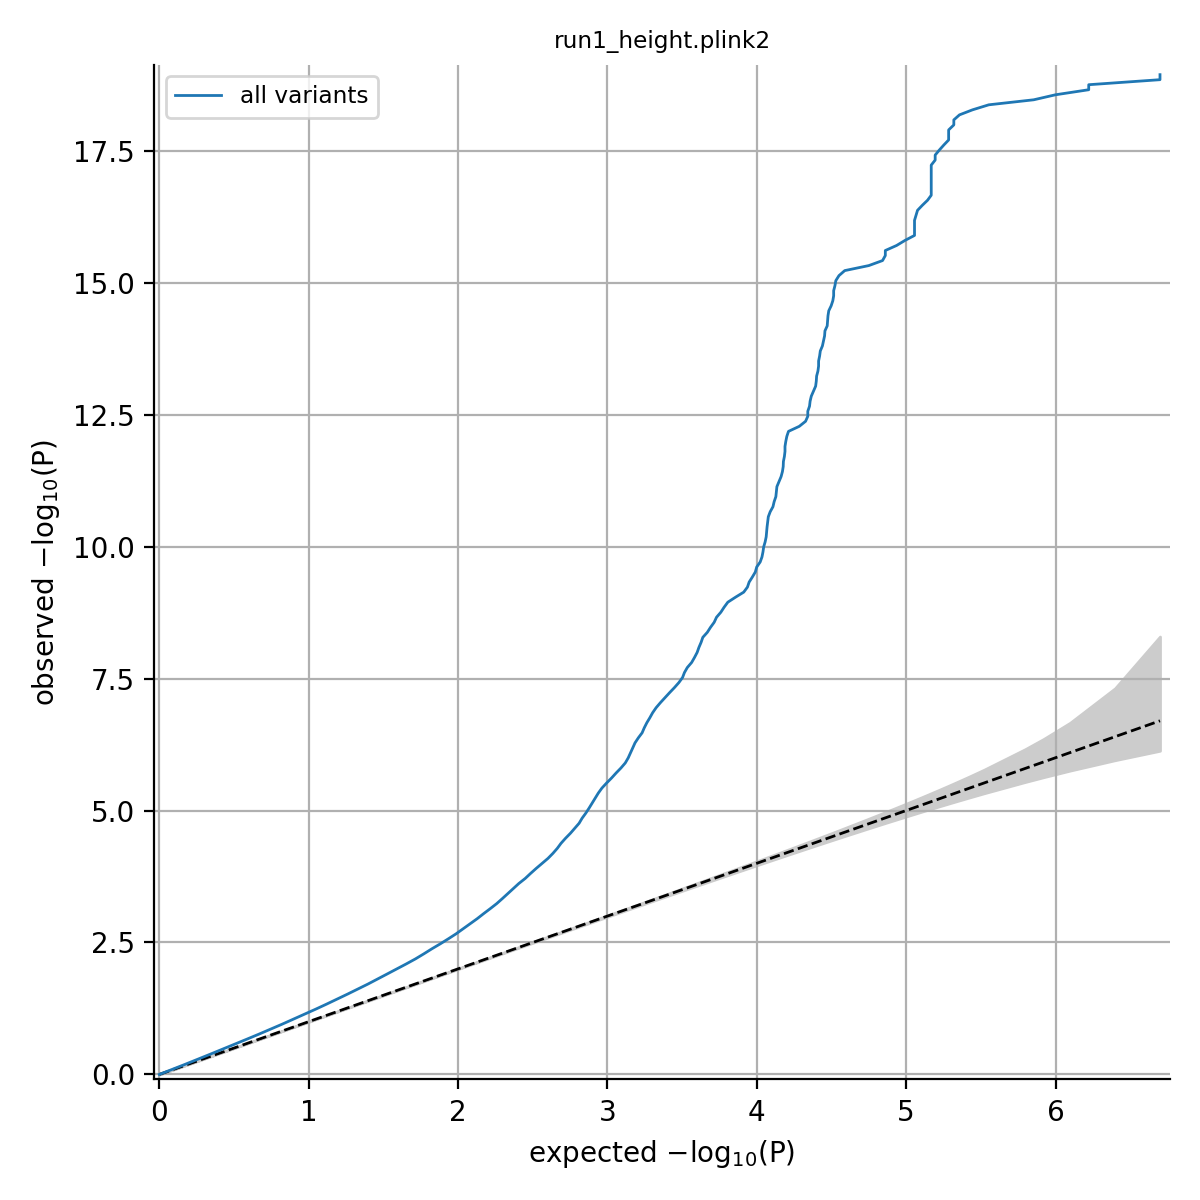 run1_height.plink2
all variants
observed −log₁₀(P)
17.5
15.0
12.5
10.0
7.5
5.0
2.5
0.0
0 1 2 3 4 5 6
expected −log₁₀(P)